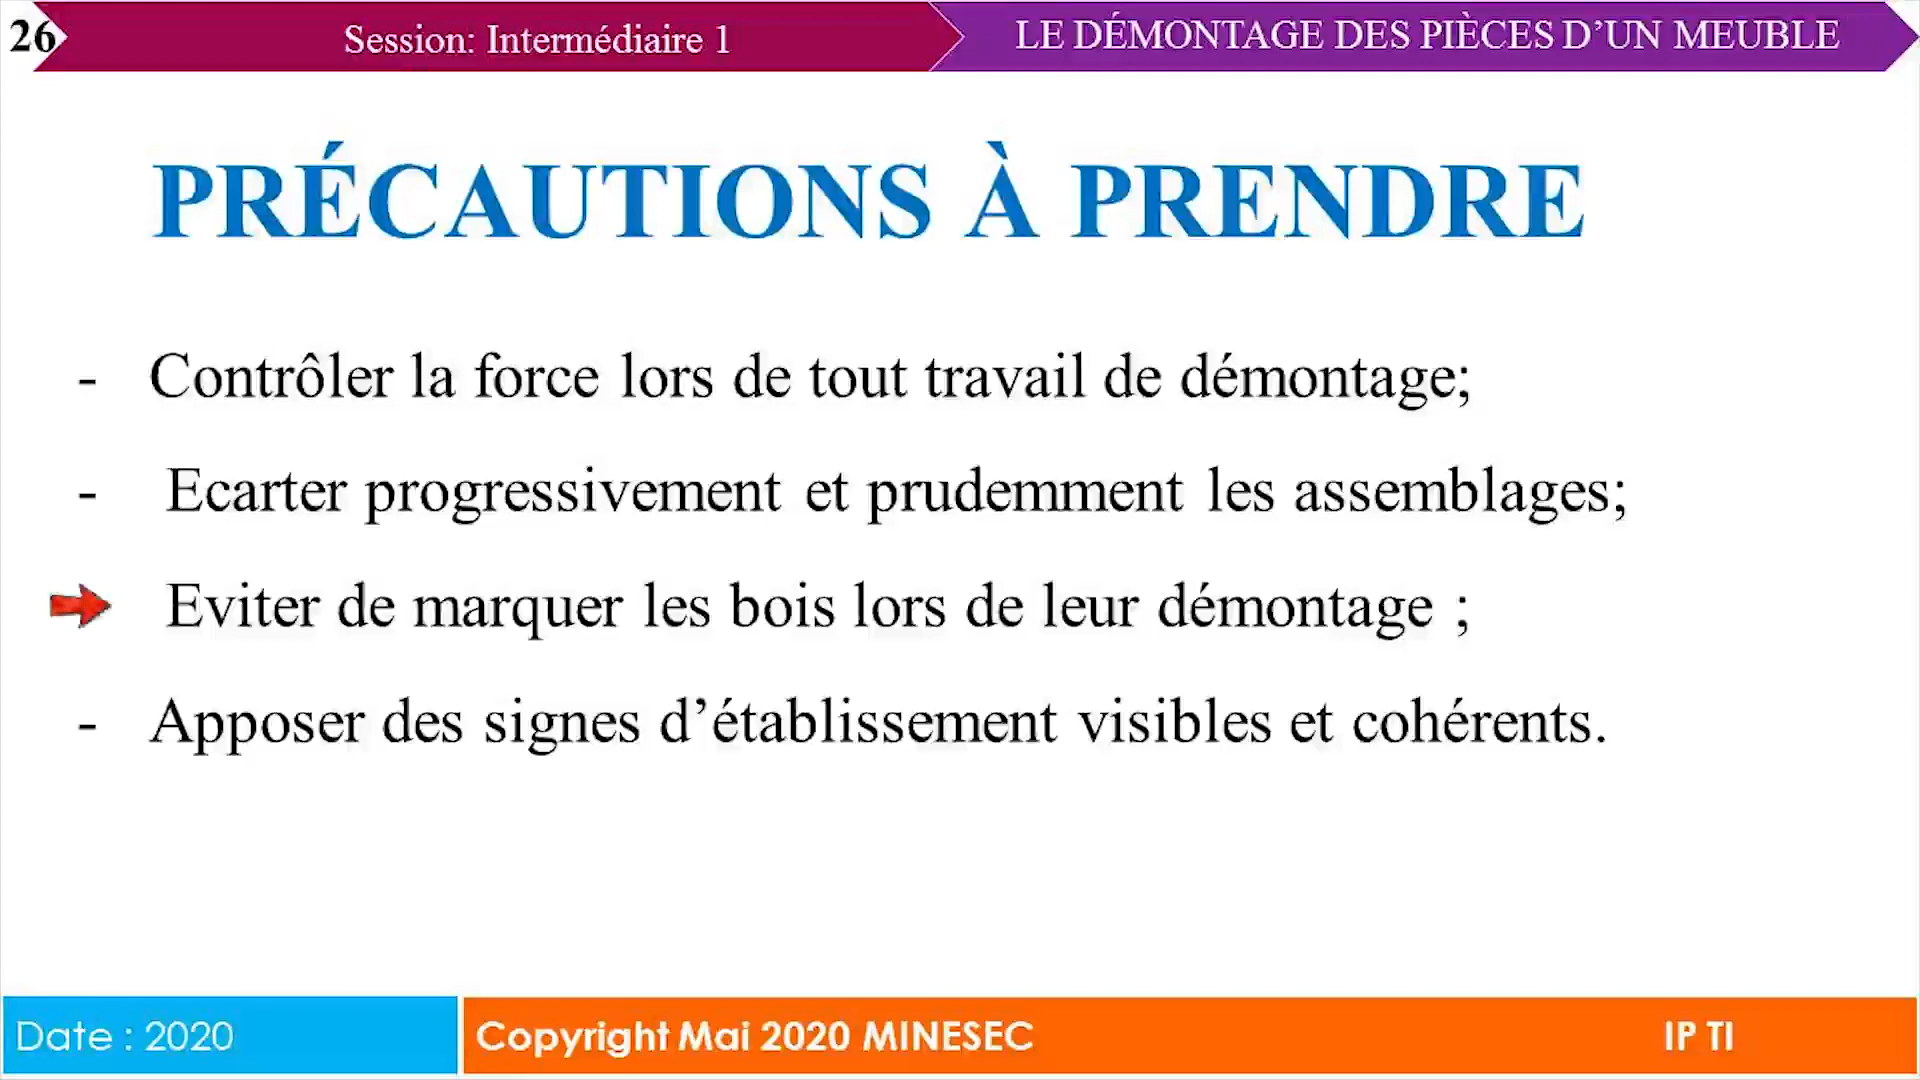 26
Session: Intermédiaire 1
LE DÉMONTAGE DES PIÈCES D'UN MEUBLE
PRÉCAUTIONS À PRENDRE
- Contrôler la force lors de tout travail de démontage;
- Ecarter progressivement et prudemment les assemblages;
Eviter de marquer les bois lors de leur démontage ;
- Apposer des signes d'établissement visibles et cohérents.
Date : 2020
Copyright Mai 2020 MINESEC
IP TI